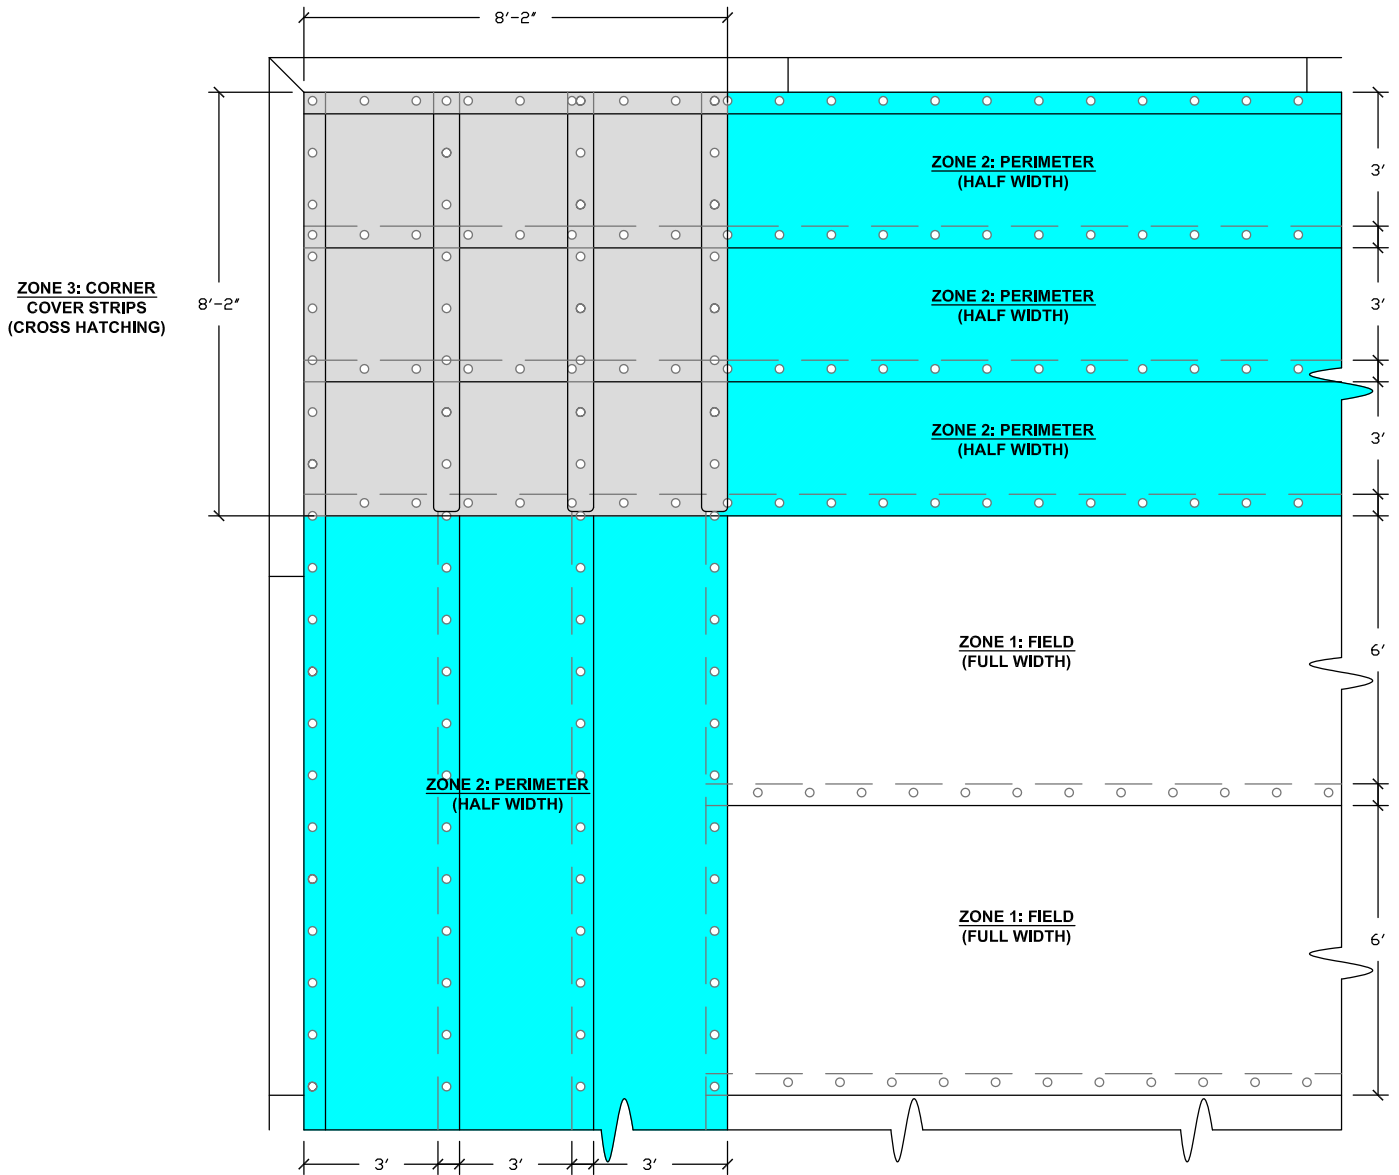 8'-2"
ZONE 2: PERIMETER
(HALF WIDTH)
3'
ZONE 3: CORNER
COVER STRIPS
(CROSS HATCHING)
8'-2"
ZONE 2: PERIMETER
(HALF WIDTH)
3'
ZONE 2: PERIMETER
(HALF WIDTH)
3'
ZONE 1: FIELD
(FULL WIDTH)
6'
ZONE 2: PERIMETER
(HALF WIDTH)
ZONE 1: FIELD
(FULL WIDTH)
6'
3'
3'
3'